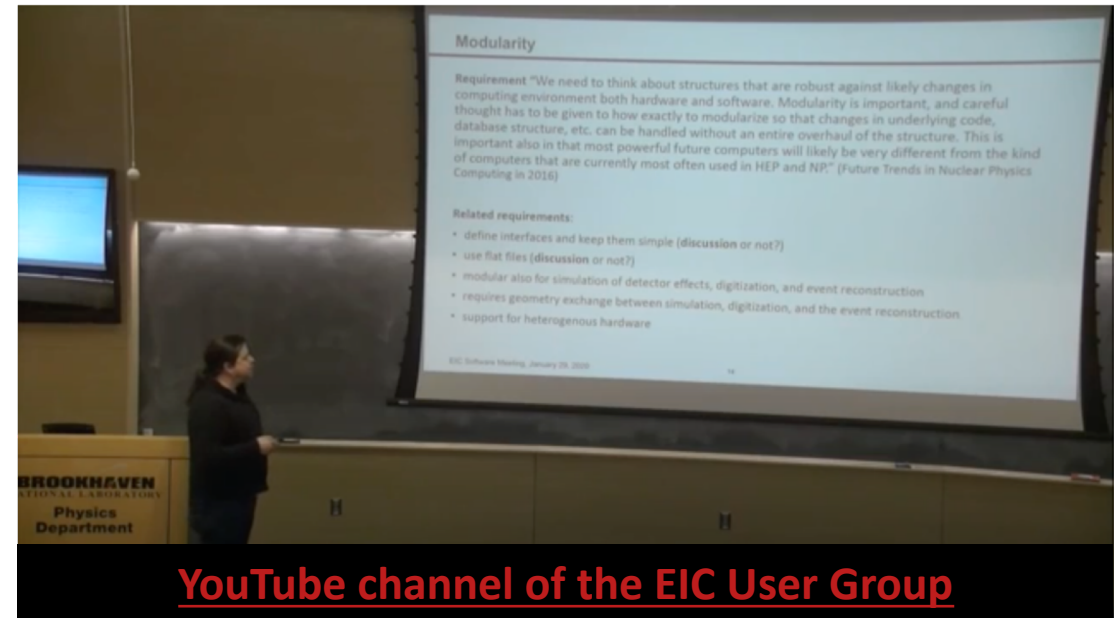 Modularity
Requirement "We need to think about structures that are robust against likely changes in
computing environment both hardware and software. Modularity is important, and careful
thought has to be given to how exactly to modularize so that changes in underlying code,
database structure, etc. can be handled without an entire overhaul of the structure. This is
important also in that most powerful future computers will likely be very different from the kind
of computers that are currently most often used in HEP and NP." (Future Trends in Nuclear Physics
Computing in 2016)
Related requirements:
• define interfaces and keep them simple (discussion or not?)
• use flat files (discussion or not?)
• modular also for simulation of detector effects, digitization, and event reconstruction
• requires geometry exchange between simulation, digitization, and the event reconstruction
• support for heterogenous hardware
EIC Software Meeting, January 29, 2020
BROOKHAVEN
ATIONAL LABORATORY
Physics
Department
YouTube channel of the EIC User Group